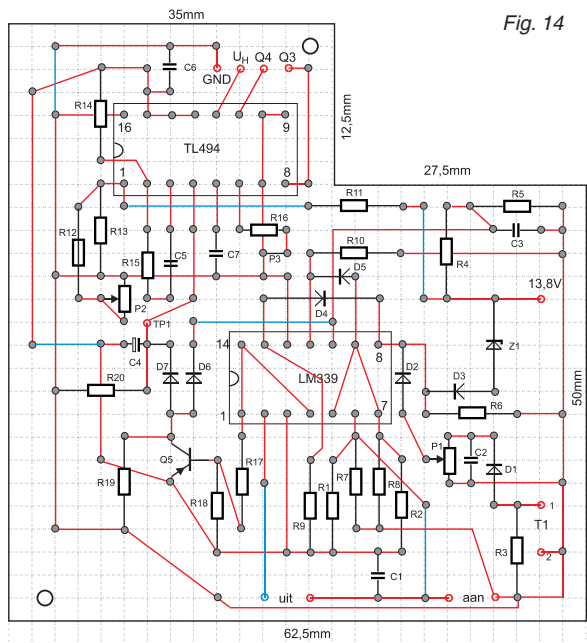 35mm
Fig. 14
U_H Q4 Q3
GND
C6
R14
16
9
TL494
12,5mm
1
8
27,5mm
R11
R5
R12
R13
R16
C3
R15
C5
C7
P3
R10
R4
D5
13,8V
P2
D4
TP1
C4
14
8
Z1
D7
D6
LM339
D2
D3
50mm
R20
1
7
R6
Q5
P1
C2
D1
R19
R17
R7
R8
R18
R9
R1
R2
1
T1
R3
2
C1
uit
aan
62,5mm